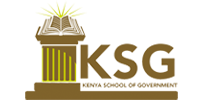 KSG
KENYA SCHOOL OF GOVERNMENT